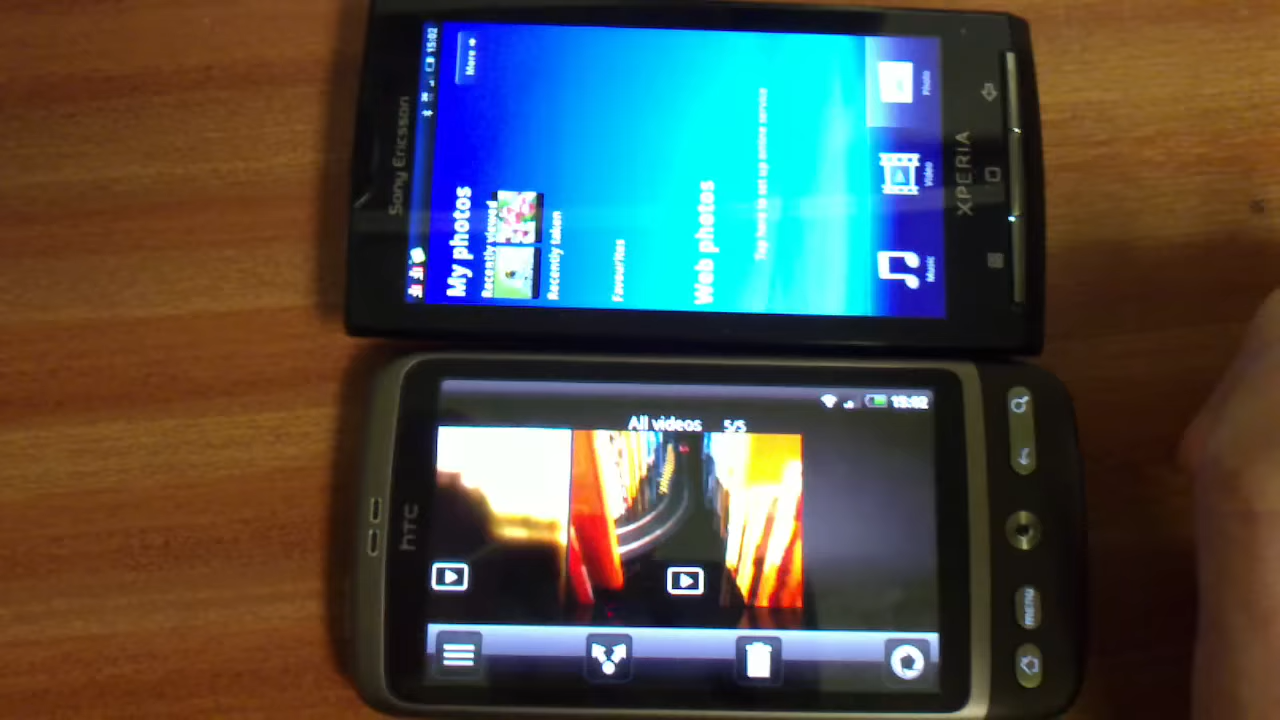 Sony Ericsson
15:02
My photos
More
Recently viewed
Recently taken
Favourites
Web photos
Tap here to set up online service
Music
Video
Photo
XPERIA
hTC
15:02
All videos 5/5
MENU